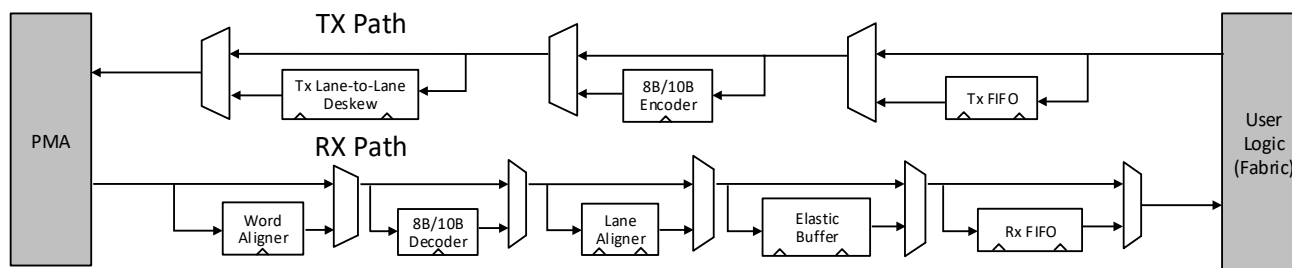 TX Path
PMA
Tx Lane-to-Lane
Deskew
8B/10B
Encoder
Tx FIFO
User
Logic
(Fabric)
RX Path
Word
Aligner
8B/10B
Decoder
Lane
Aligner
Elastic
Buffer
Rx FIFO